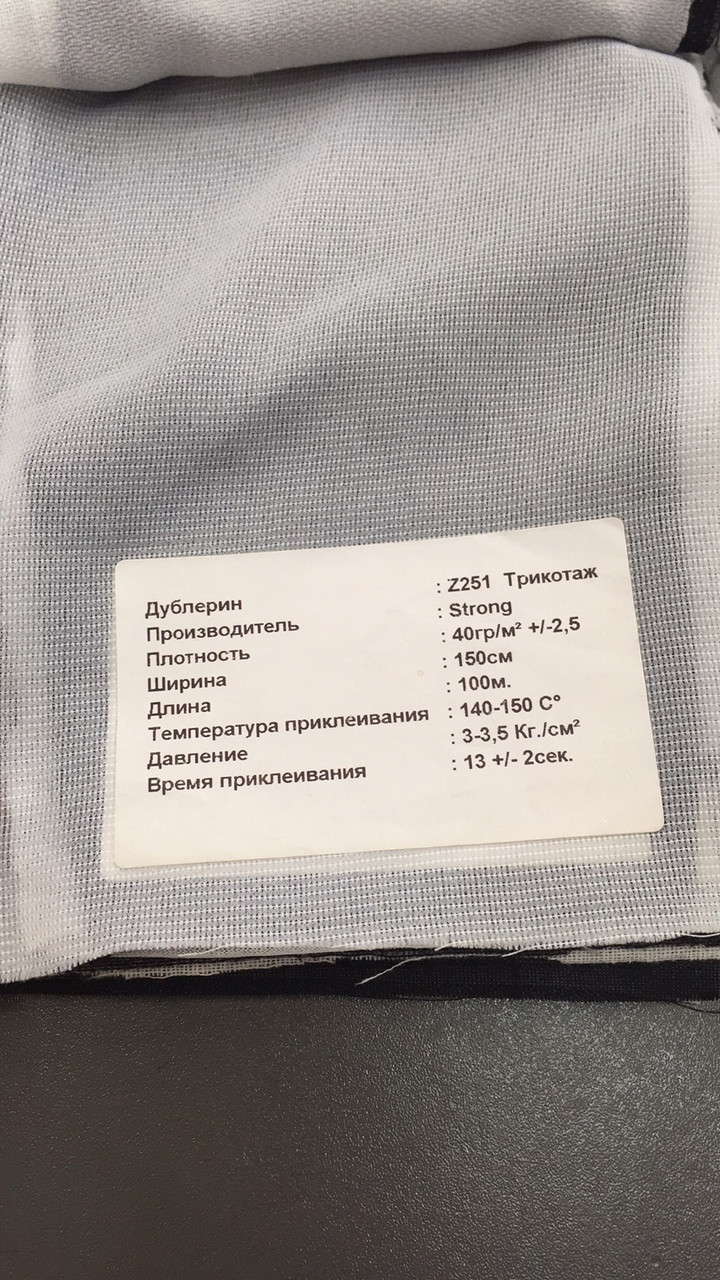 Дублерин : Z251 Трикотаж
Производитель : Strong
Плотность : 40гр/м² +/-2,5
Ширина : 150см
Длина : 100м.
Температура приклеивания : 140-150 С°
Давление : 3-3,5 Кг./см²
Время приклеивания : 13 +/- 2сек.